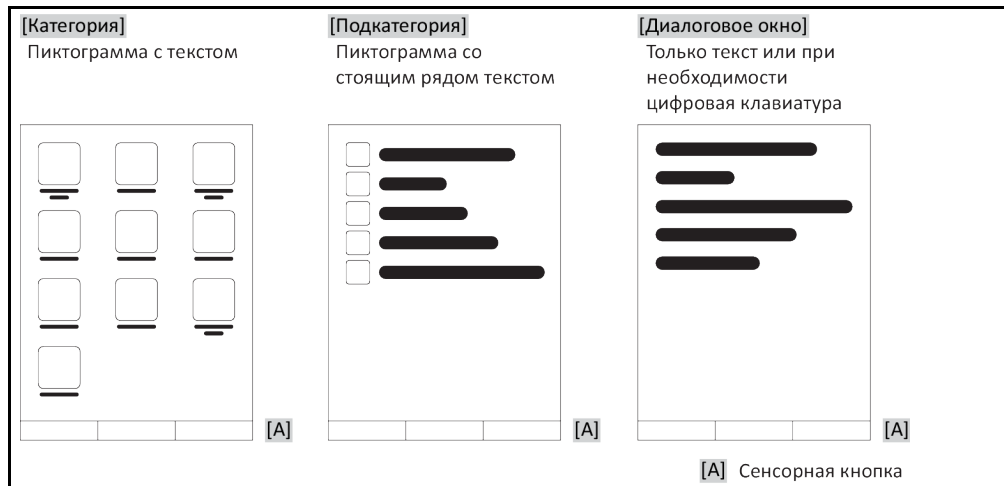 [Категория]
Пиктограмма с текстом
[Подкатегория]
Пиктограмма со
стоящим рядом текстом
[Диалоговое окно]
Только текст или при
необходимости
цифровая клавиатура
[A]
[A]
[A]
[A] Сенсорная кнопка